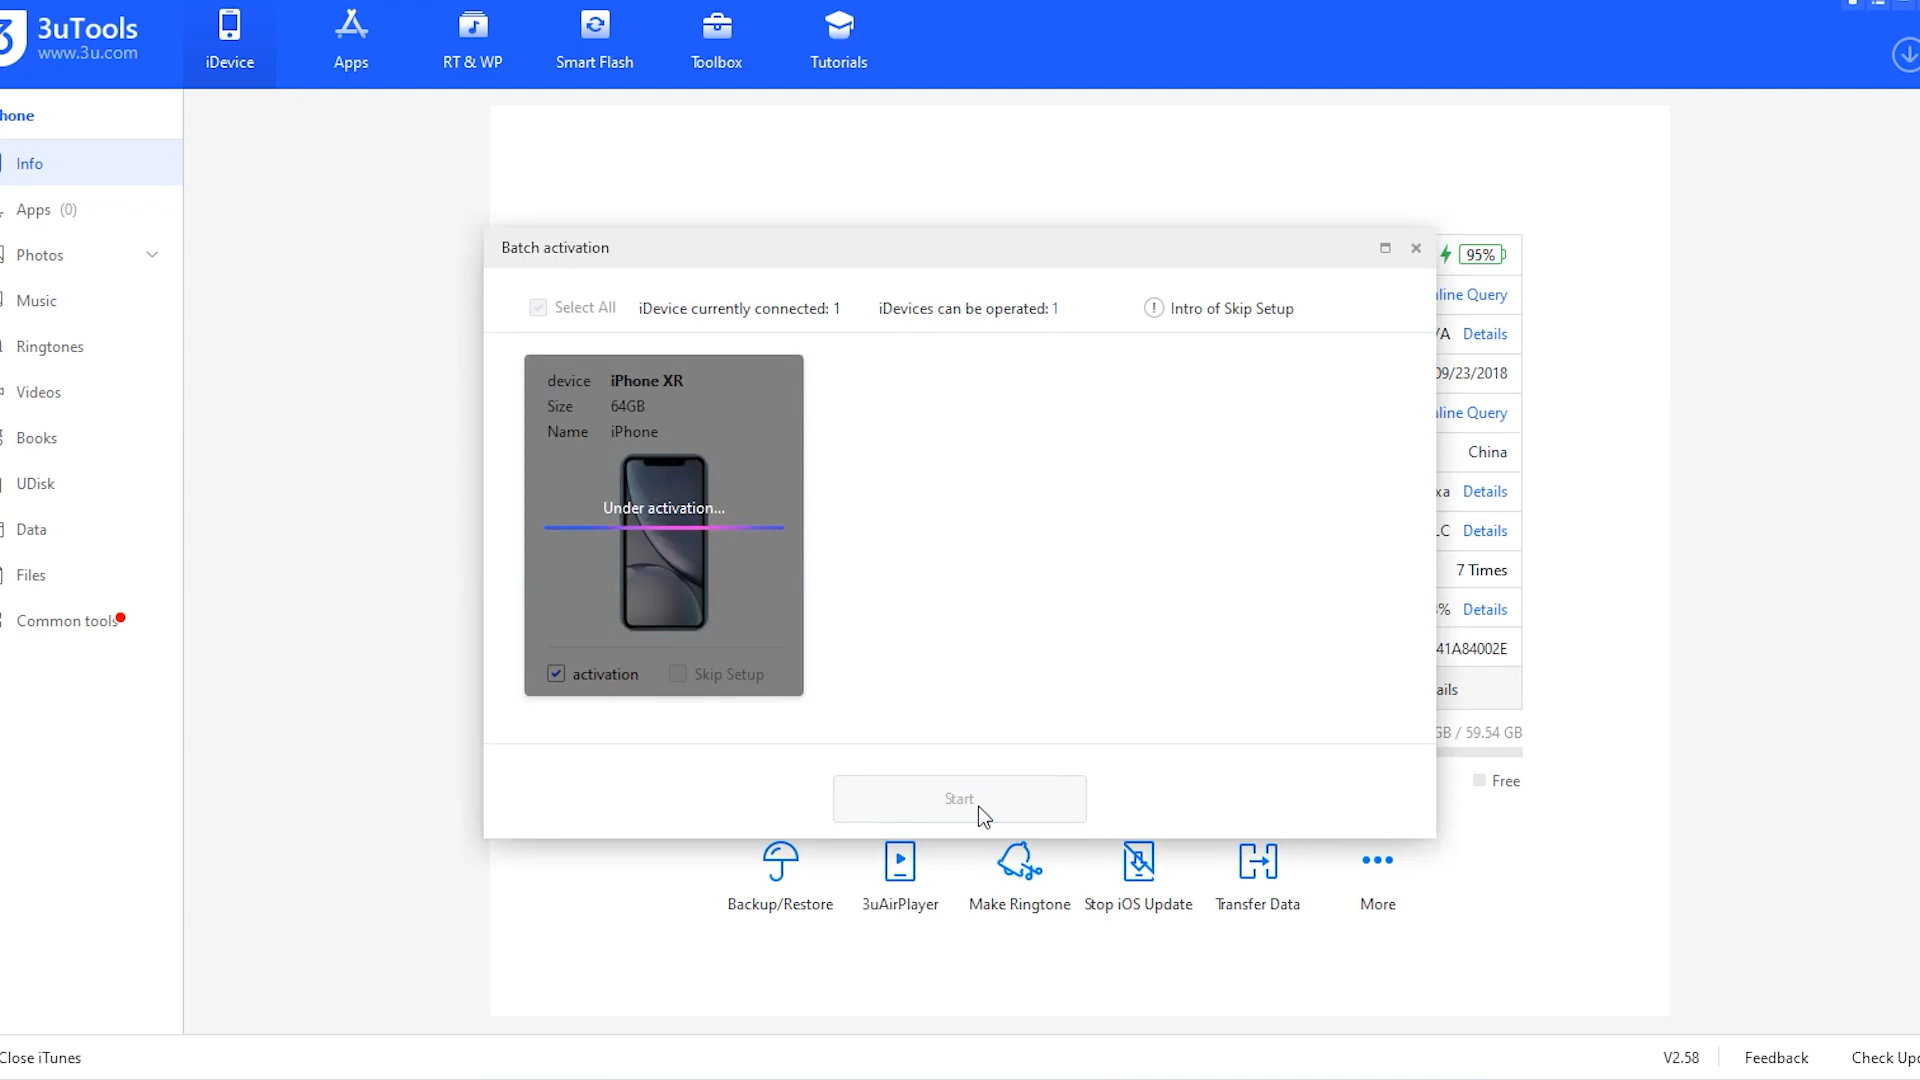 3uTools
www.3u.com
iDevice
Apps
RT & WP
Smart Flash
Toolbox
Tutorials
hone
Info
Apps (0)
Photos
Music
Ringtones
Videos
Books
UDisk
Data
Files
Common tools
Batch activation
Select All
iDevice currently connected: 1
iDevices can be operated: 1
Intro of Skip Setup
device iPhone XR
Size 64GB
Name iPhone
Under activation...
activation
Skip Setup
Start
95%
line Query
/A Details
09/23/2018
line Query
China
xa Details
LC Details
7 Times
% Details
41A84002E
ails
GB / 59.54 GB
Free
Backup/Restore
3uAirPlayer
Make Ringtone
Stop iOS Update
Transfer Data
More
Close iTunes
V2.58
Feedback
Check Upd